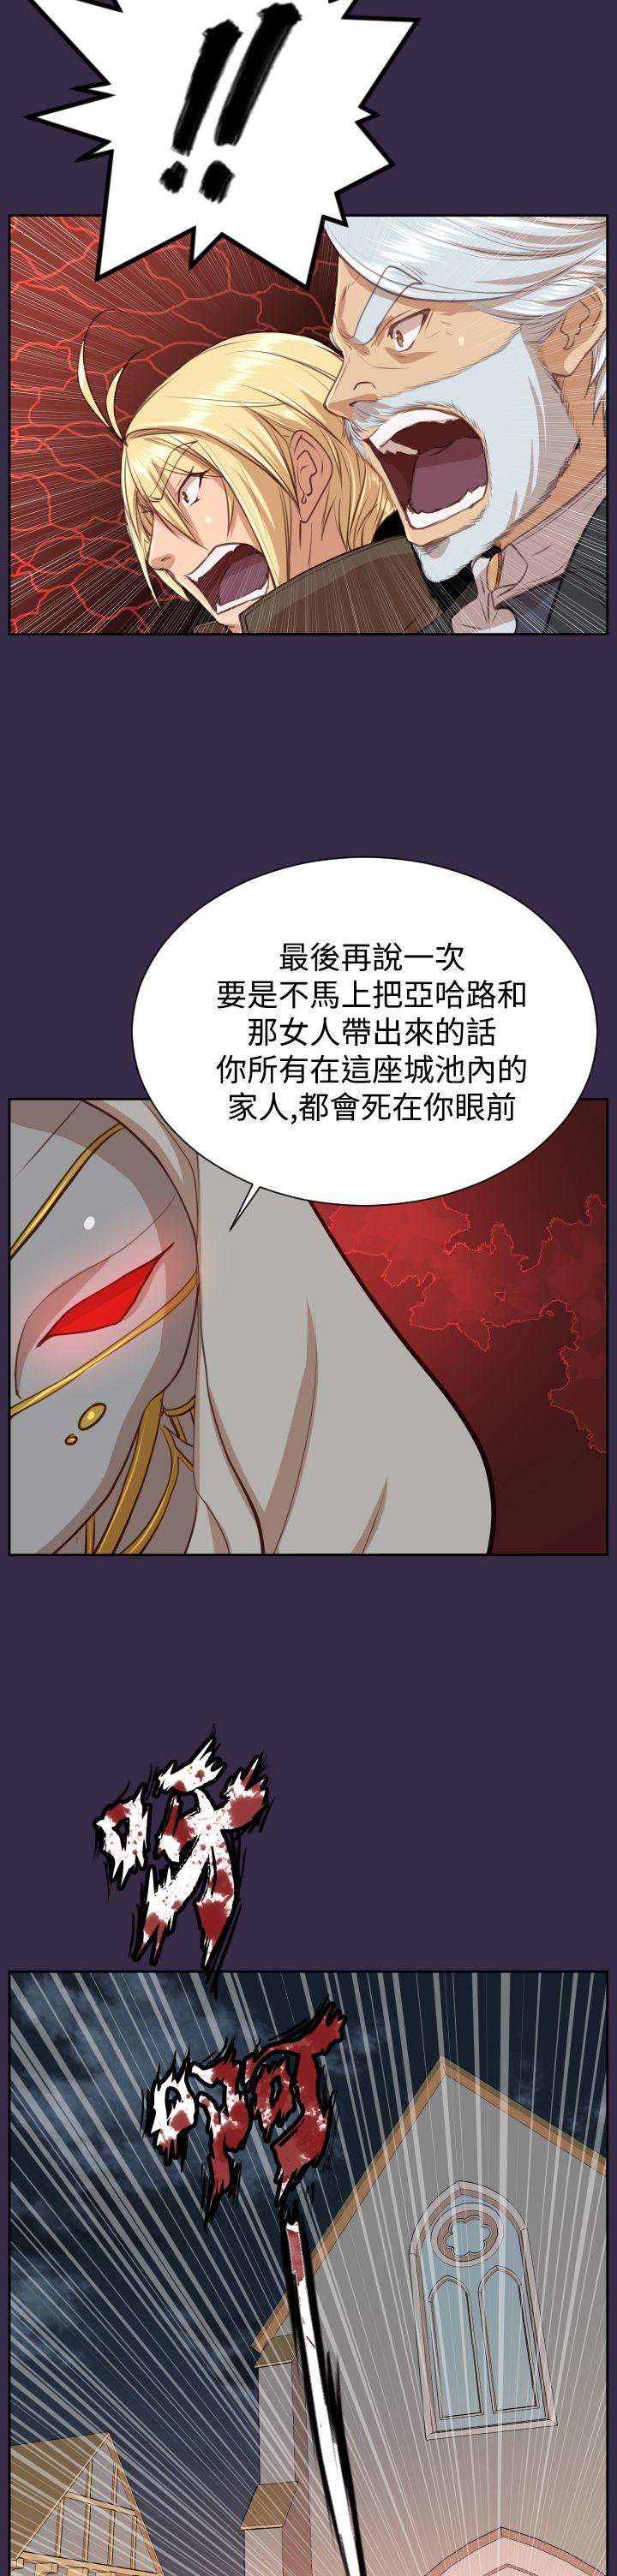 !!
最後再說一次
要是不馬上把亞哈路和
那女人帶出來的話
你所有在這座城池內的
家人,都會死在你眼前
呀
啊